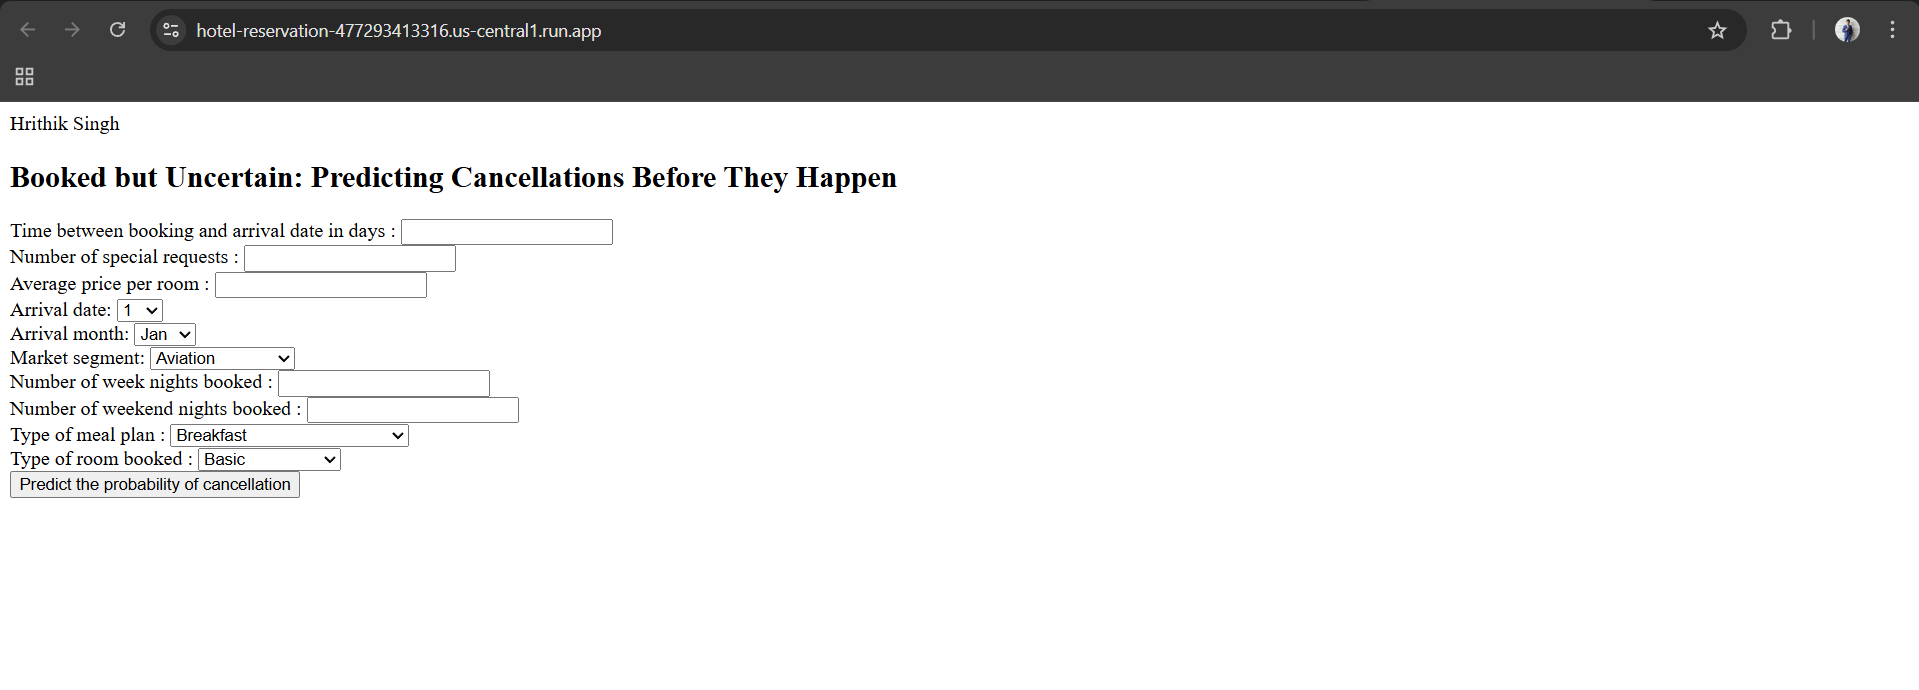 hotel-reservation-477293413316.us-central1.run.app
Hrithik Singh
Booked but Uncertain: Predicting Cancellations Before They Happen
Time between booking and arrival date in days :
Number of special requests :
Average price per room :
Arrival date: 1
Arrival month: Jan
Market segment: Aviation
Number of week nights booked :
Number of weekend nights booked :
Type of meal plan : Breakfast
Type of room booked : Basic
Predict the probability of cancellation